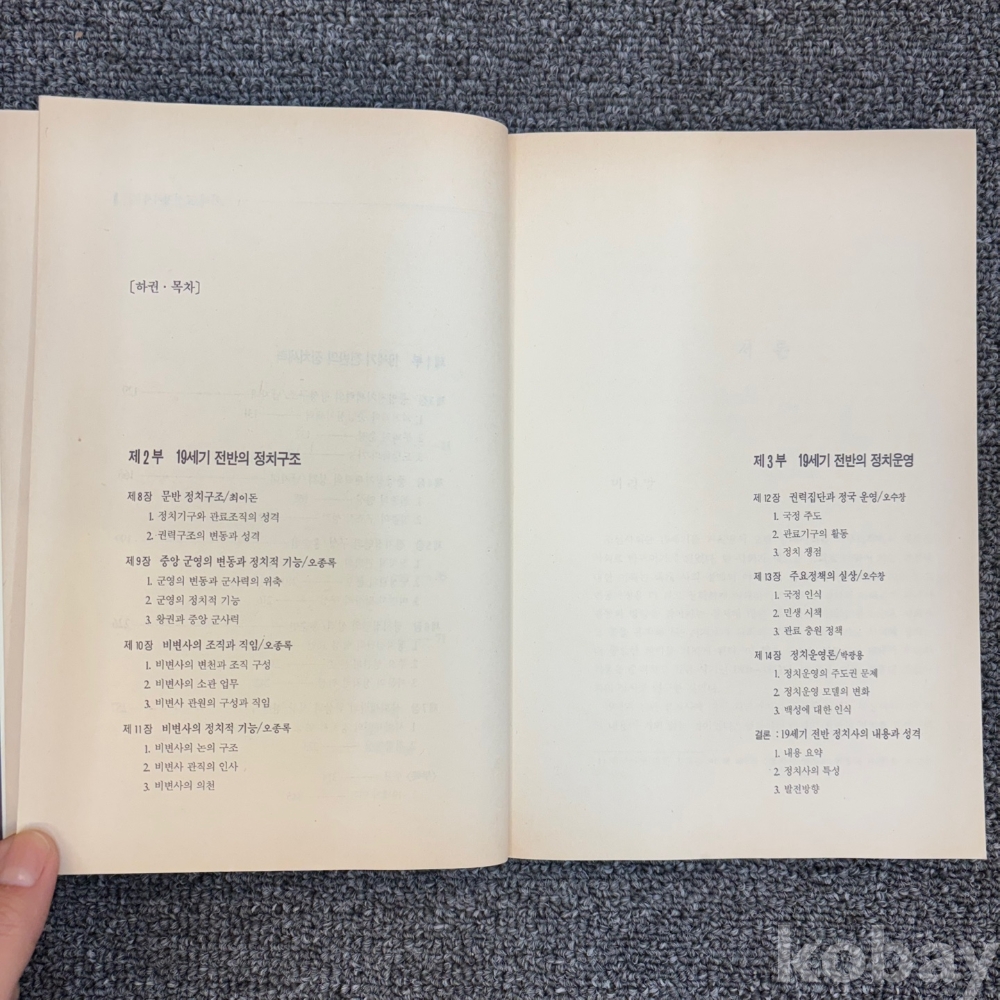 [하권 · 목차]
제2부 19세기 전반의 정치구조
제8장 문반 정치구조/최이돈
1. 정치기구와 관료조직의 성격
2. 권력구조의 변동과 성격
제9장 중앙 군영의 변동과 정치적 기능/오종록
1. 군영의 변동과 군사력의 위축
2. 군영의 정치적 기능
3. 왕권과 중앙 군사력
제10장 비변사의 조직과 직임/오종록
1. 비변사의 변천과 조직 구성
2. 비변사의 소관 업무
3. 비변사 관원의 구성과 직임
제11장 비변사의 정치적 기능/오종록
1. 비변사의 논의 구조
2. 비변사 관직의 인사
3. 비변사의 의천
제3부 19세기 전반의 정치운영
제12장 권력집단과 정국 운영/오수창
1. 국정 주도
2. 관료기구의 활동
3. 정치 쟁점
제13장 주요정책의 실상/오수창
1. 국정 인식
2. 민생 시책
3. 관료 충원 정책
제14장 정치운영론/박광용
1. 정치운영의 주도권 문제
2. 정치운영 모델의 변화
3. 백성에 대한 인식
결론 : 19세기 전반 정치사의 내용과 성격
1. 내용 요약
2. 정치사의 특성
3. 발전방향
kobay